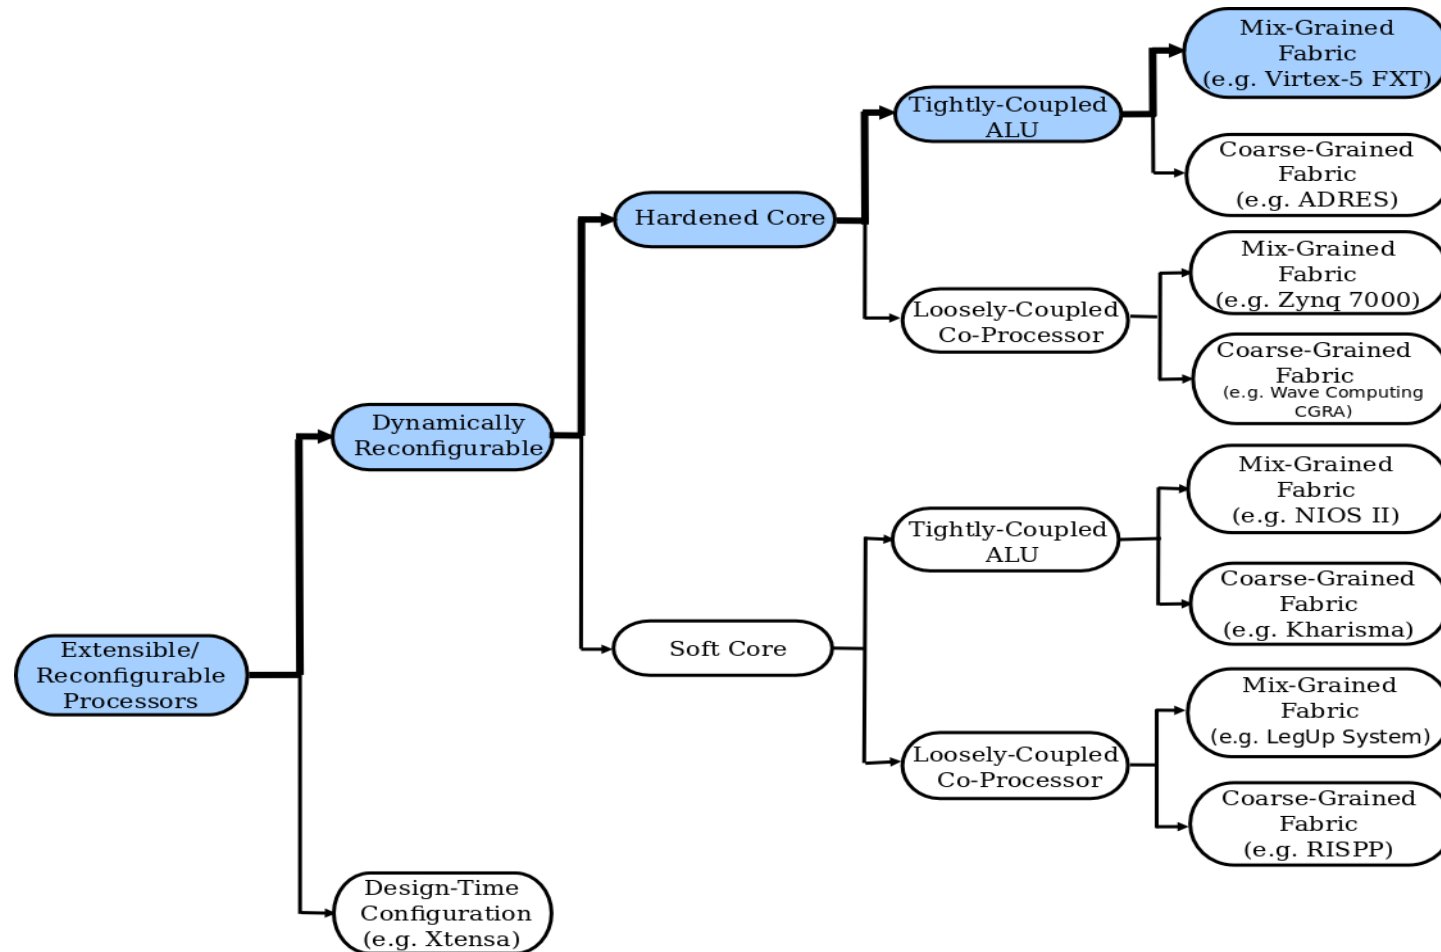 Mix-Grained
Fabric
(e.g. Virtex-5 FXT)
Tightly-Coupled
ALU
Coarse-Grained
Fabric
(e.g. ADRES)
Hardened Core
Mix-Grained
Fabric
(e.g. Zynq 7000)
Loosely-Coupled
Co-Processor
Coarse-Grained
Fabric
(e.g. Wave Computing
CGRA)
Dynamically
Reconfigurable
Mix-Grained
Fabric
(e.g. NIOS II)
Tightly-Coupled
ALU
Coarse-Grained
Fabric
(e.g. Kharisma)
Soft Core
Extensible/
Reconfigurable
Processors
Mix-Grained
Fabric
(e.g. LegUp System)
Loosely-Coupled
Co-Processor
Coarse-Grained
Fabric
(e.g. RISPP)
Design-Time
Configuration
(e.g. Xtensa)